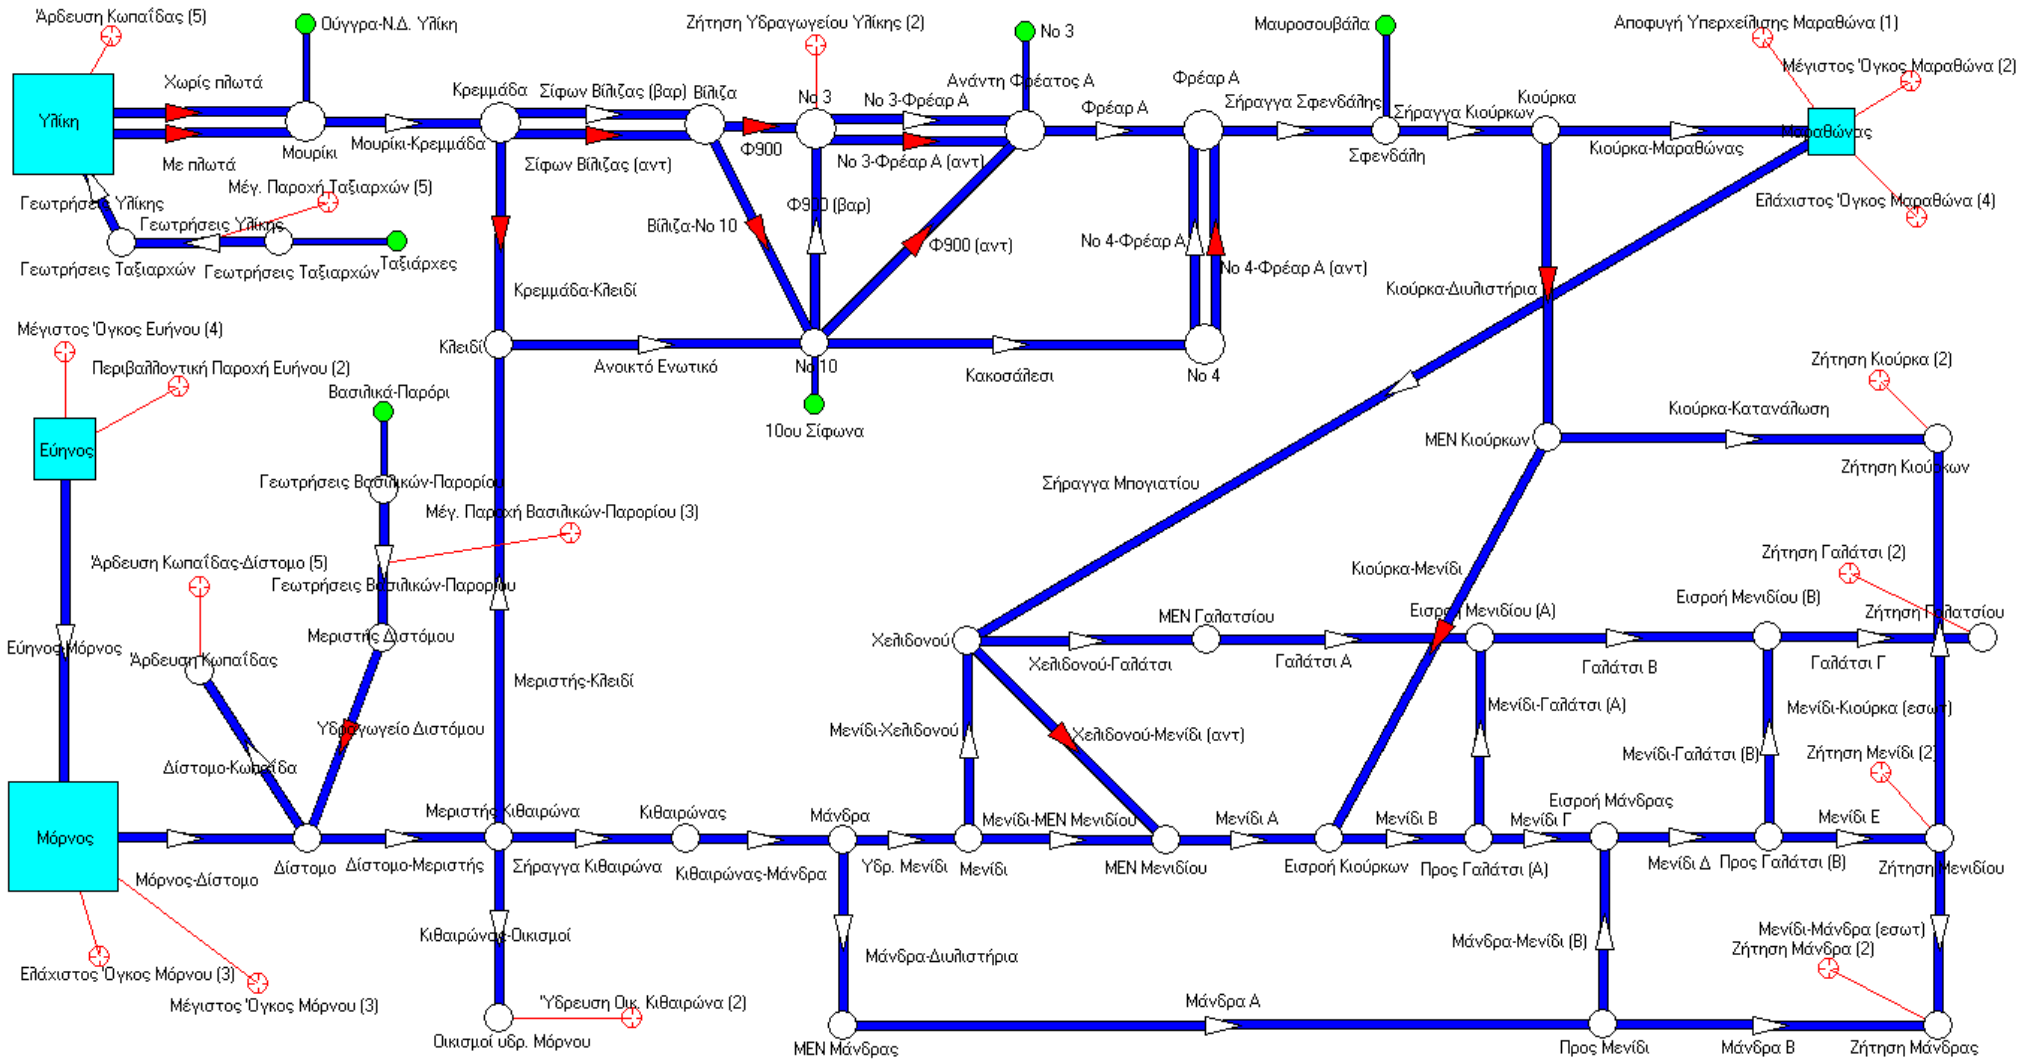 Άρδευση Κωπαΐδας (5)
Ούγγρα-Ν.Δ. Υλίκη
Ζήτηση Υδραγωγείου Υλίκης (2)
Νο 3
Μαυροσουβάλα
Αποφυγή Υπερχείλισης Μαραθώνα (1)
Μέγιστος Όγκος Μαραθώνα (2)
Χωρίς πλωτά
Κρεμμάδα
Σίφων Βίλιζας (βαρ)
Βίλιζα
Νο 3
Ανάντη Φρέατος Α
Νο 3-Φρέαρ Α
Φρέαρ Α
Φρέαρ Α
Σήραγγα Σφενδάλης
Σήραγγα Κιούρκων
Κιούρκα
Υλίκη
Μαραθώνας
Με πλωτά
Μουρίκι
Μουρίκι-Κρεμμάδα
Σίφων Βίλιζας (αντ)
Φ900
Νο 3-Φρέαρ Α (αντ)
Σφενδάλη
Κιούρκα-Μαραθώνας
Μέγ. Παροχή Ταξιαρχών (5)
Γεωτρήσεις Υλίκης
Γεωτρήσεις Υλίκης
Φ900 (βαρ)
Ελάχιστος Όγκος Μαραθώνα (4)
Βίλιζα-Νο 10
Φ900 (αντ)
Νο 4-Φρέαρ Α
Γεωτρήσεις Ταξιαρχών
Γεωτρήσεις Ταξιαρχών
Ταξιάρχες
Νο 4-Φρέαρ Α (αντ)
Κρεμμάδα-Κλειδί
Κιούρκα-Διυλιστήρια
Μέγιστος Όγκος Ευήνου (4)
Κλειδί
Ανοικτό Ενωτικό
Νο 10
Κακοσάλεσι
Νο 4
Ζήτηση Κιούρκα (2)
Περιβαλλοντική Παροχή Ευήνου (2)
Βασιλικά-Παρόρι
Κιούρκα-Κατανάλωση
10ου Σίφωνα
ΜΕΝ Κιούρκων
Εύηνος
Ζήτηση Κιούρκων
Γεωτρήσεις Βασιλικών-Παρορίου
Σήραγγα Μπογιατίου
Μέγ. Παροχή Βασιλικών-Παρορίου (3)
Άρδευση Κωπαΐδας-Δίστομο (5)
Κιούρκα-Μενίδι
Ζήτηση Γαλάτσι (2)
Γεωτρήσεις Βασιλικών-Παρορίου
Εισροή Μενιδίου (Β)
ΜΕΝ Γαλατσίου
Εισροή Μενιδίου (Α)
Ζήτηση Γαλατσίου
Μεριστής Διστόμου
Χελιδονού
Εύηνος-Μόρνος
Άρδευση Κωπαΐδας
Χελιδονού-Γαλάτσι
Γαλάτσι Α
Γαλάτσι Β
Γαλάτσι Γ
Μεριστής-Κλειδί
Μενίδι-Γαλάτσι (Α)
Μενίδι-Κιούρκα (εσωτ)
Υδραγωγείο Διστόμου
Μενίδι-Χελιδονού
Χελιδονού-Μενίδι (αντ)
Μενίδι-Γαλάτσι (Β)
Ζήτηση Μενίδι (2)
Δίστομο-Κωπαΐδα
Εισροή Μάνδρας
Μεριστής Κιθαιρώνα
Κιθαιρώνας
Μάνδρα
Μενίδι-ΜΕΝ Μενιδίου
Μενίδι Α
Μενίδι Β
Μενίδι Γ
Μενίδι Ε
Μόρνος
Μόρνος-Δίστομο
Δίστομο
Δίστομο-Μεριστής
Σήραγγα Κιθαιρώνα
Κιθαιρώνας-Μάνδρα
Υδρ. Μενίδι
Μενίδι
ΜΕΝ Μενιδίου
Εισροή Κιούρκων
Προς Γαλάτσι (Α)
Μενίδι Δ
Προς Γαλάτσι (Β)
Ζήτηση Μενιδίου
Κιθαιρώνας-Οικισμοί
Μενίδι-Μάνδρα (εσωτ)
Μάνδρα-Μενίδι (Β)
Ζήτηση Μάνδρα (2)
Μάνδρα-Διυλιστήρια
Ελάχιστος Όγκος Μόρνου (3)
Μέγιστος Όγκος Μόρνου (3)
Ύδρευση Οικ. Κιθαιρώνα (2)
Μάνδρα Α
Οικισμοί υδρ. Μόρνου
ΜΕΝ Μάνδρας
Προς Μενίδι
Μάνδρα Β
Ζήτηση Μάνδρας